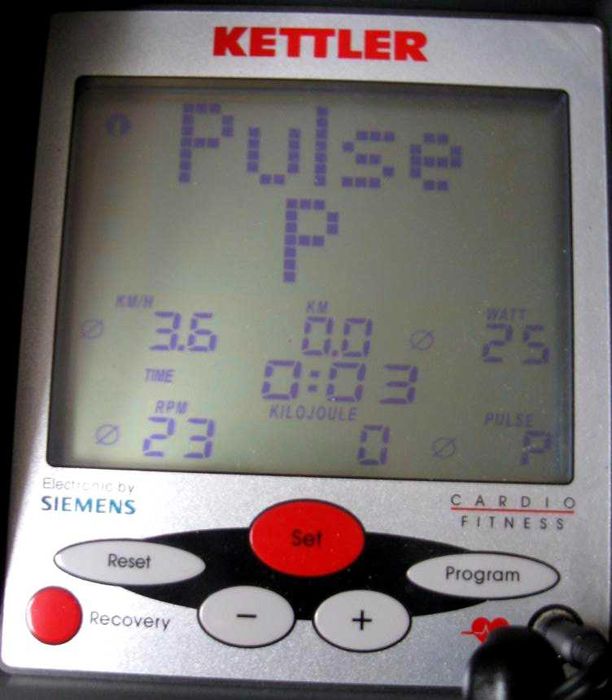 KETTLER
Pulse
P
KM/H KM WATT
Ø 3.6 0.0 Ø 25
TIME 0:03
RPM KILOJOULE PULSE
Ø 23 0 Ø P
Electronic by
SIEMENS
CARDIO
FITNESS
Set
Reset
Program
Recovery
− +